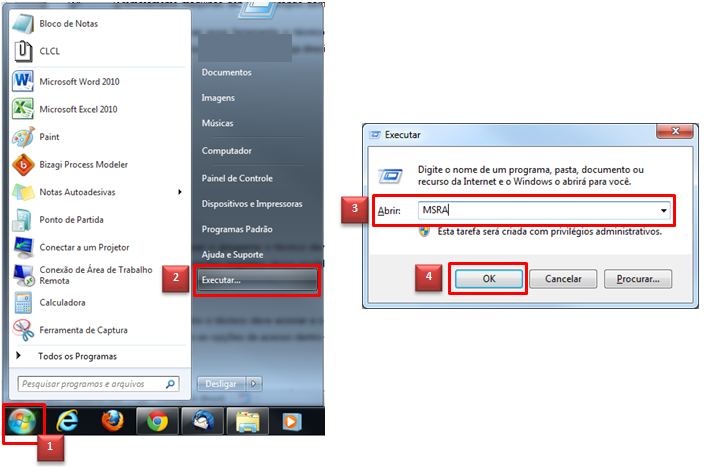 Bloco de Notas
CLCL
Microsoft Word 2010
Microsoft Excel 2010
Paint
Bizagi Process Modeler
Notas Autoadesivas
Ponto de Partida
Conectar a um Projetor
Conexão de Área de Trabalho
Remota
Calculadora
Ferramenta de Captura
Todos os Programas
Pesquisar programas e arquivos
Documentos
Imagens
Músicas
Computador
Painel de Controle
Dispositivos e Impressoras
Programas Padrão
Ajuda e Suporte
2
Executar...
Desligar
1
Executar
Digite o nome de um programa, pasta, documento ou
recurso da Internet e o Windows o abrirá para você.
3
Abrir: MSRA
Esta tarefa será criada com privilégios administrativos.
4
OK Cancelar Procurar...